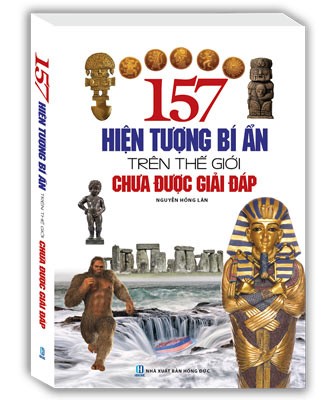 157
HIỆN TƯỢNG BÍ ẨN
TRÊN THẾ GIỚI
CHƯA ĐƯỢC GIẢI ĐÁP
NGUYỄN HỒNG LÂN
NHÀ XUẤT BẢN HỒNG ĐỨC
157 HIỆN TƯỢNG BÍ ẨN TRÊN THẾ GIỚI CHƯA ĐƯỢC GIẢI ĐÁP